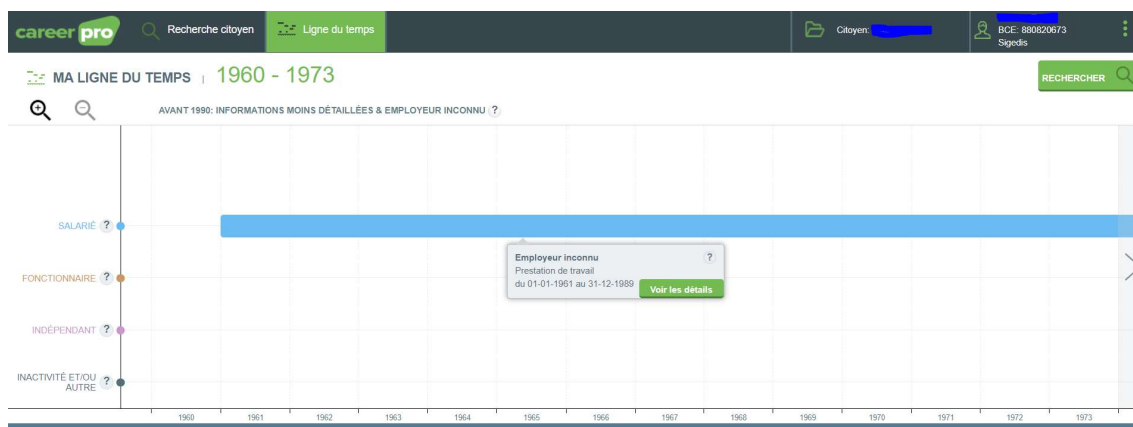 career pro
Recherche citoyen
Ligne du temps
Citoyen:
BCE: 880820673
Sigedis
MA LIGNE DU TEMPS | 1960 - 1973
RECHERCHER
AVANT 1990: INFORMATIONS MOINS DÉTAILLÉES & EMPLOYEUR INCONNU ?
SALARIÉ ?
Employeur inconnu ?
Prestation de travail
du 01-01-1961 au 31-12-1989
Voir les détails
FONCTIONNAIRE ?
INDÉPENDANT ?
INACTIVITÉ ET/OU
AUTRE ?
1960 1961 1962 1963 1964 1965 1966 1967 1968 1969 1970 1971 1972 1973